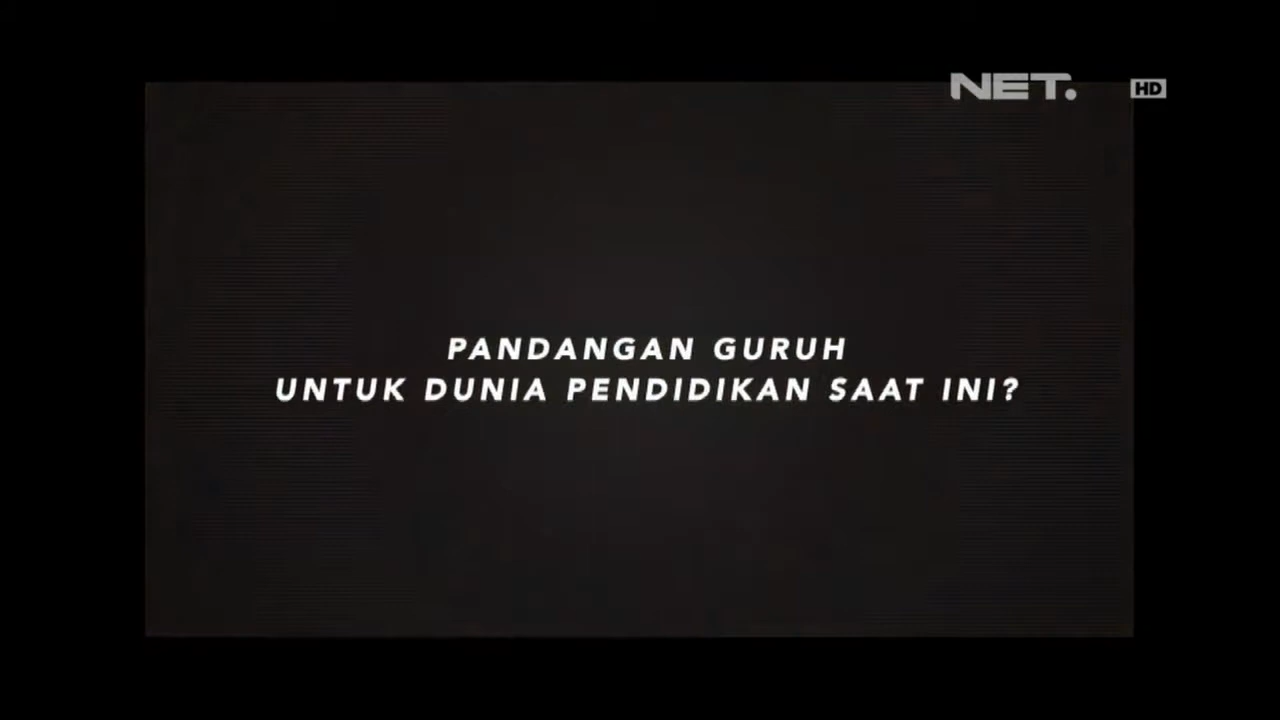 NET.
HD
PANDANGAN GURUH
UNTUK DUNIA PENDIDIKAN SAAT INI?